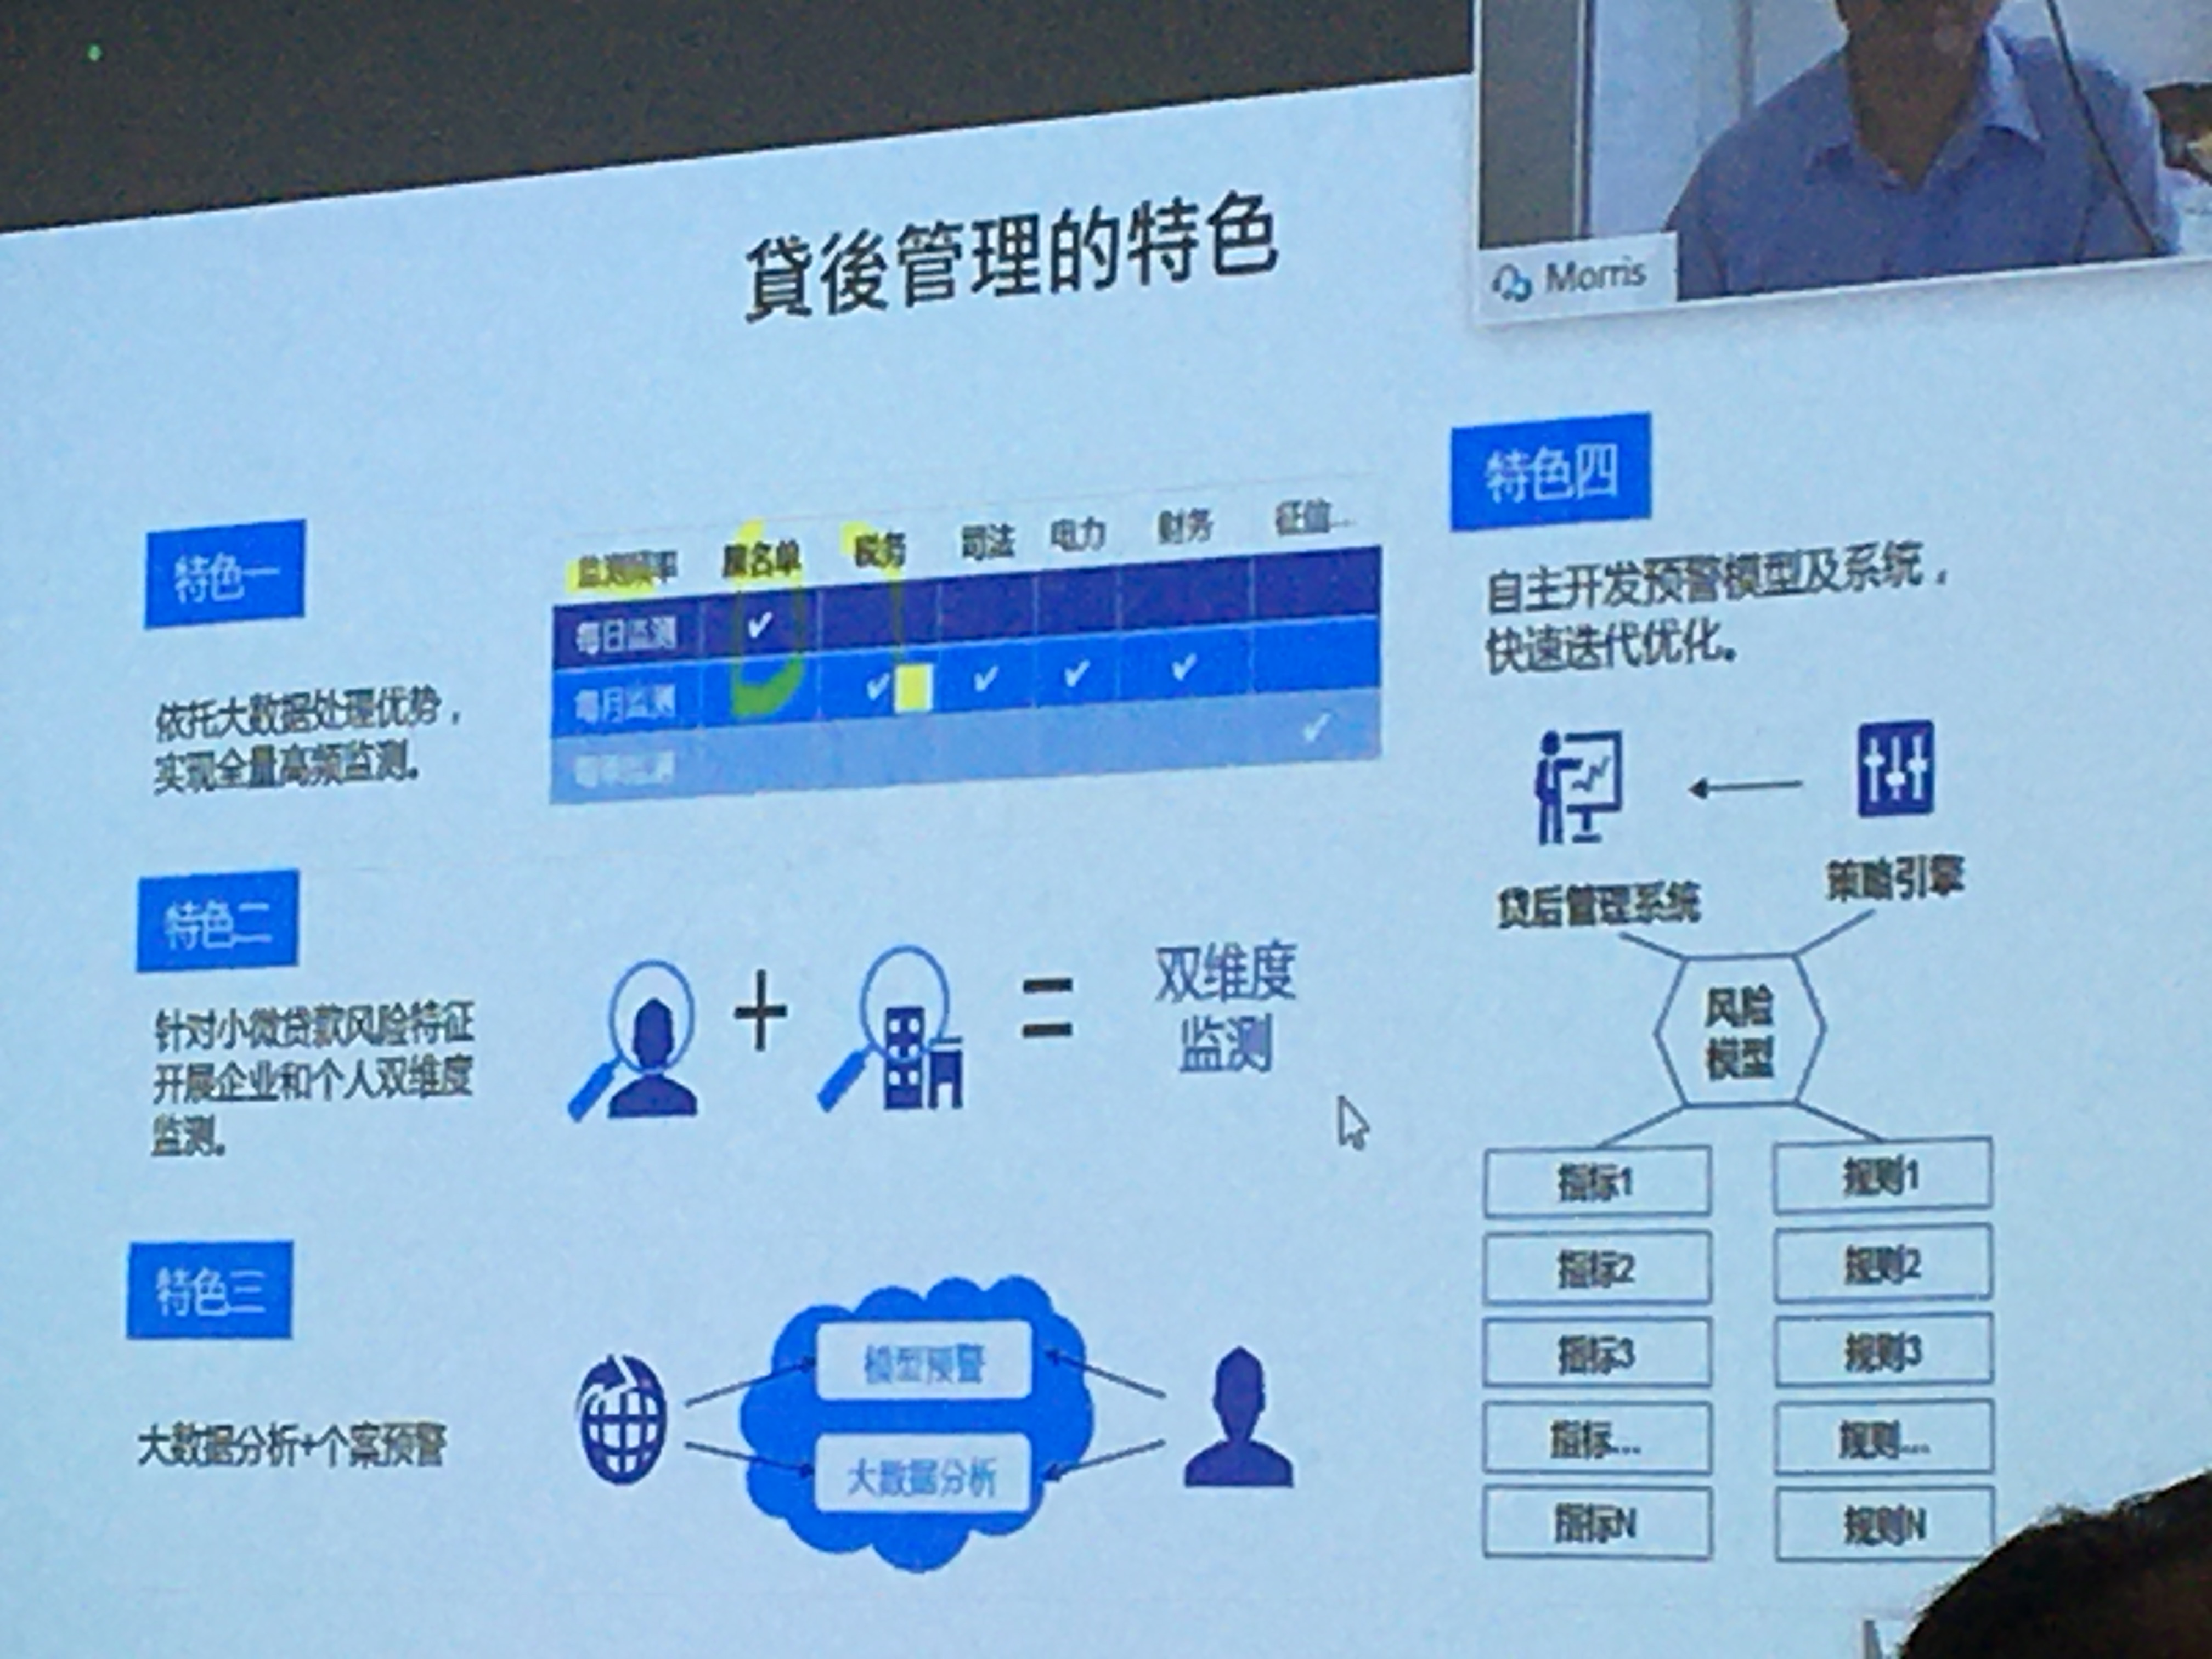 Morris
貸後管理的特色
特色一
依托大数据处理优势，
实现全量高频监测。
监测频率 黑名单 税务 司法 电力 财务 征信...
每日监测 ✓
每月监测 ✓ ✓ ✓ ✓
✓
特色二
针对小微贷款风险特征
开展企业和个人双维度
监测。
+ =
双维度
监测
特色三
大数据分析+个案预警
模型预警
大数据分析
特色四
自主开发预警模型及系统，
快速迭代优化。
贷后管理系统 策略引擎
风险
模型
指标1 规则1
指标2 规则2
指标3 规则3
指标... 规则...
指标N 规则N